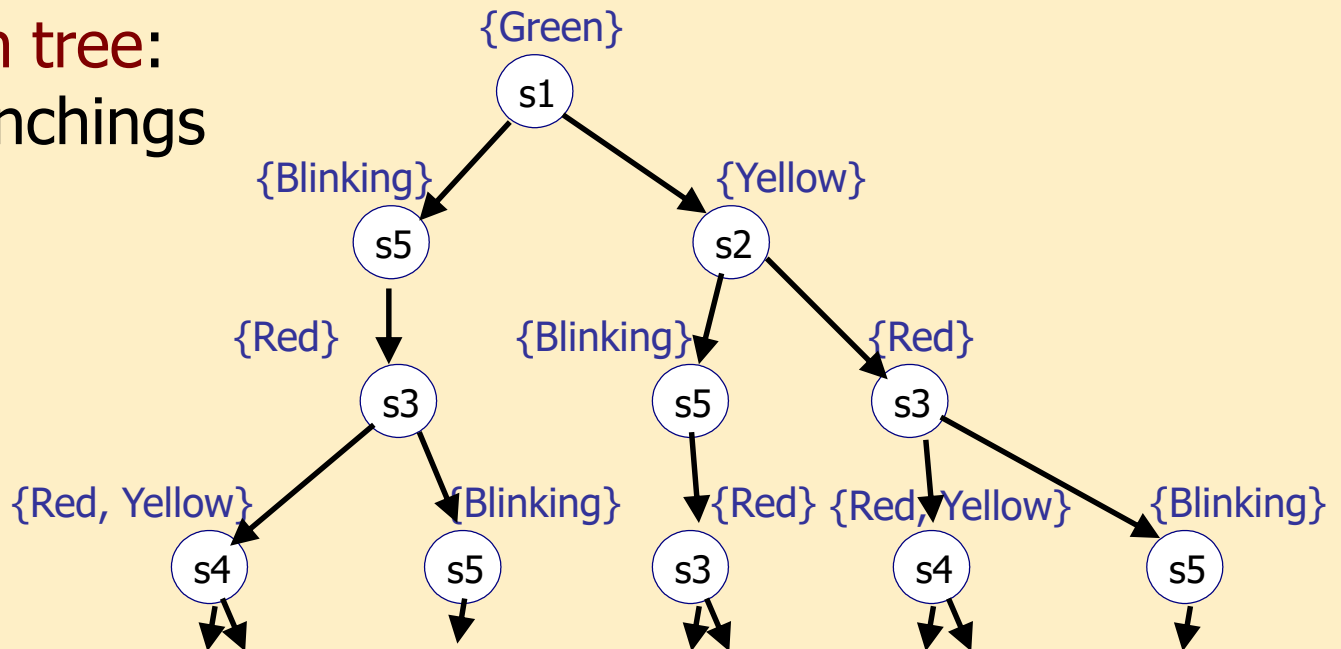 n tree:
nchings
{Green}
s1
{Blinking} {Yellow}
s5 s2
{Red} {Blinking} {Red}
s3 s5 s3
{Red, Yellow} {Blinking} {Red} {Red, Yellow} {Blinking}
s4 s5 s3 s4 s5